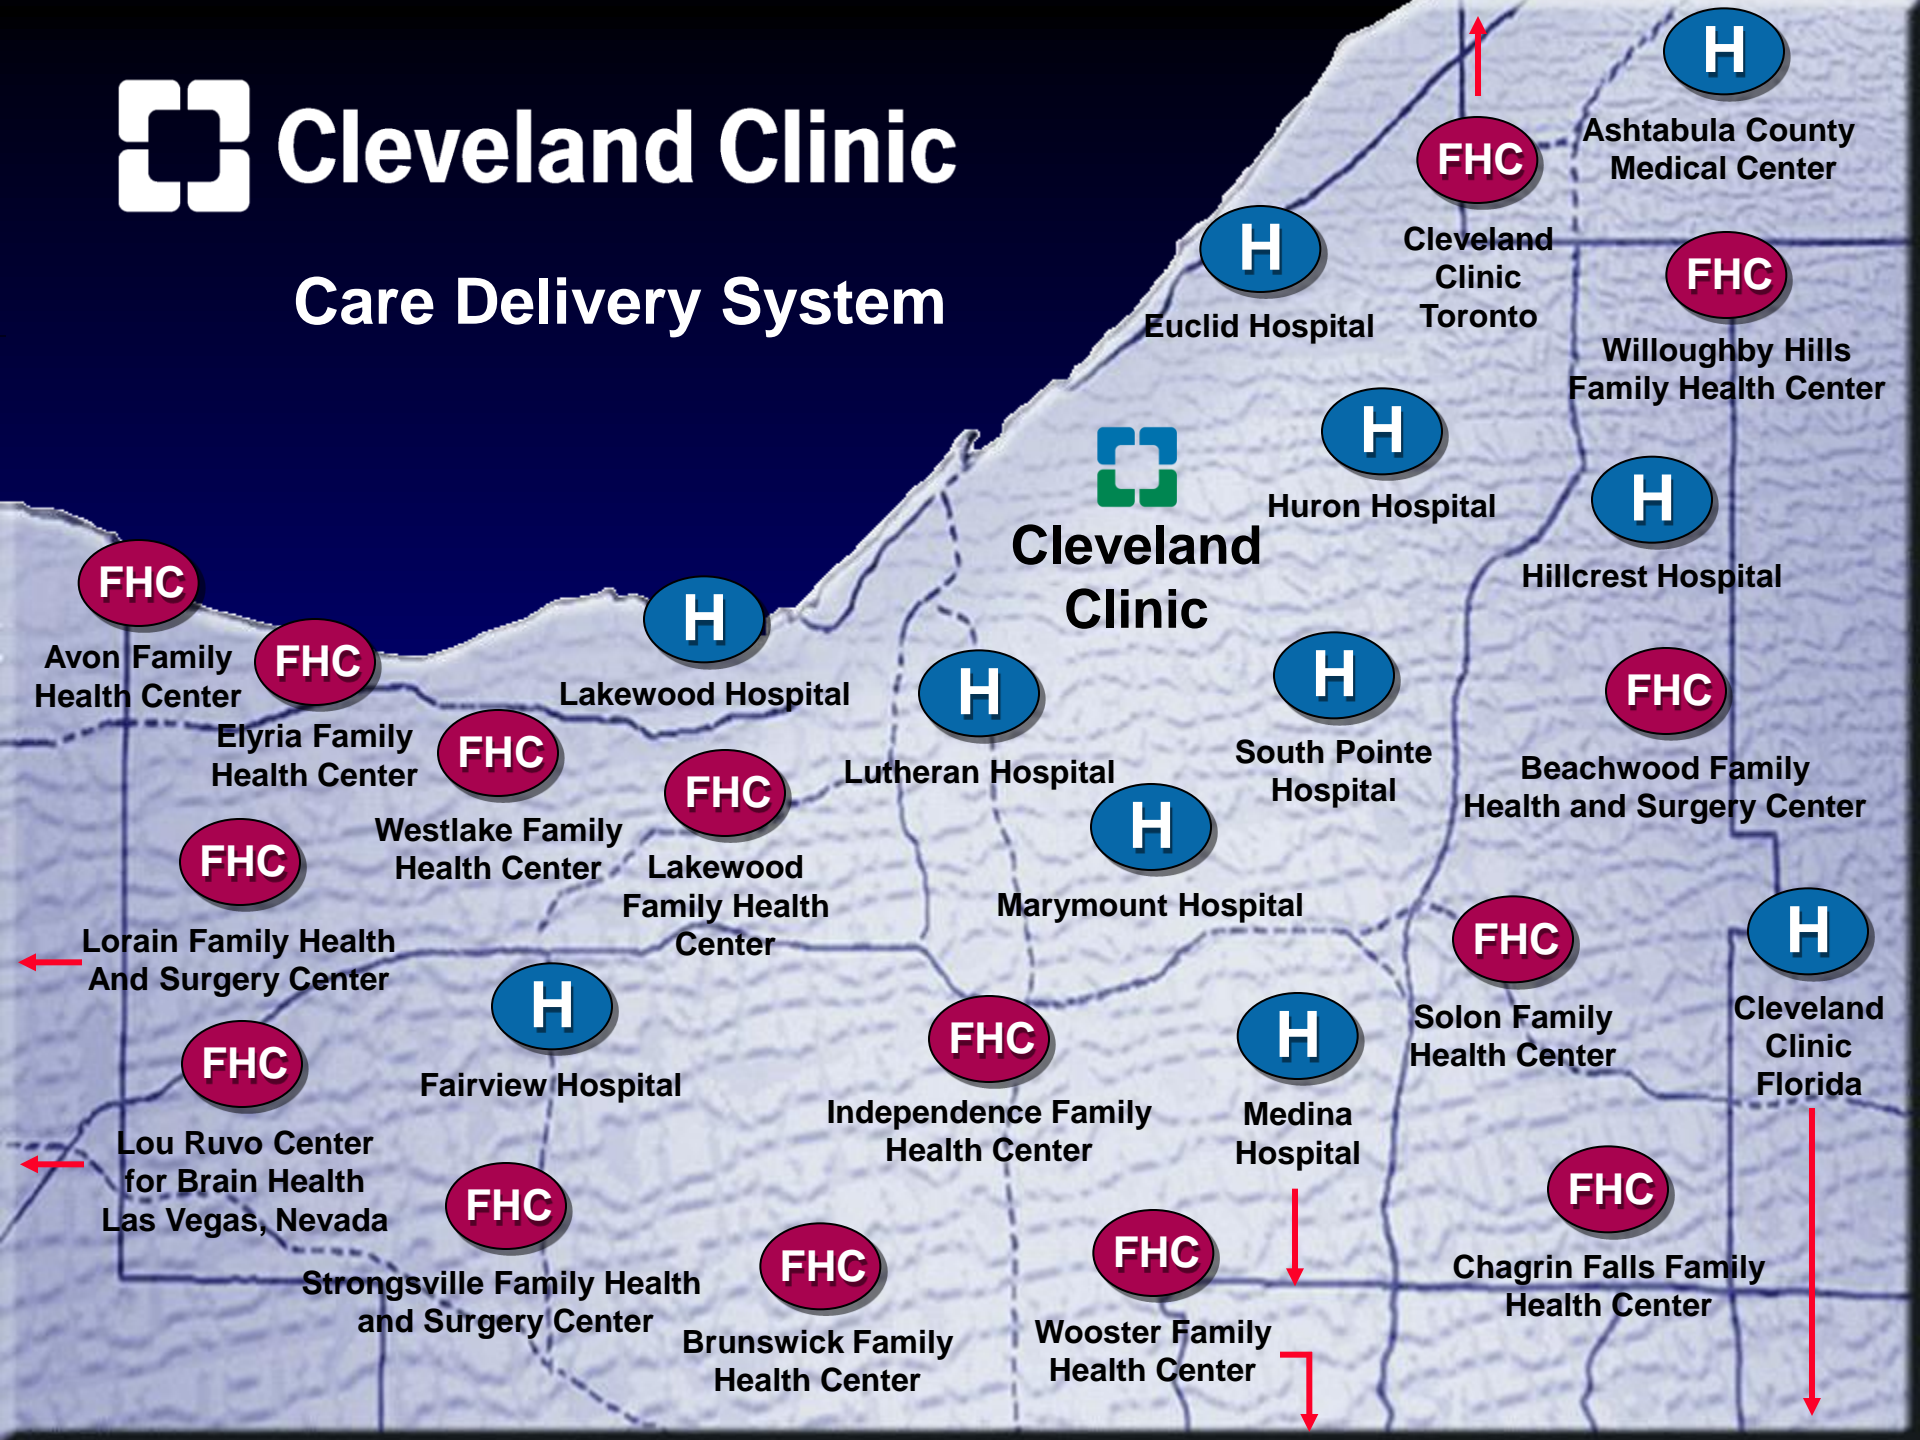 Cleveland Clinic
Care Delivery System
H
Ashtabula County
Medical Center
FHC
Cleveland
Clinic
Toronto
H
Euclid Hospital
FHC
Willoughby Hills
Family Health Center
H
Huron Hospital
Cleveland
Clinic
H
Hillcrest Hospital
FHC
Avon Family
Health Center
FHC
Elyria Family
Health Center
H
Lakewood Hospital
H
Lutheran Hospital
H
South Pointe
Hospital
FHC
Beachwood Family
Health and Surgery Center
FHC
Westlake Family
Health Center
FHC
Lakewood
Family Health
Center
H
Marymount Hospital
FHC
Lorain Family Health
And Surgery Center
H
Fairview Hospital
FHC
Solon Family
Health Center
H
Cleveland
Clinic
Florida
FHC
Lou Ruvo Center
for Brain Health
Las Vegas, Nevada
FHC
Independence Family
Health Center
H
Medina
Hospital
FHC
Strongsville Family Health
and Surgery Center
FHC
Brunswick Family
Health Center
FHC
Wooster Family
Health Center
FHC
Chagrin Falls Family
Health Center